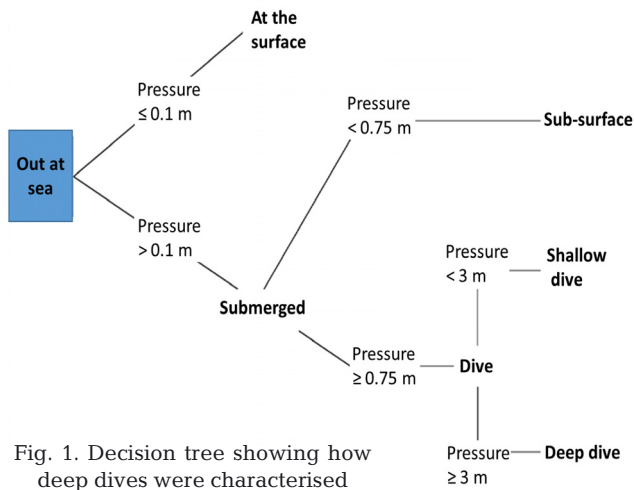 At the
surface
Pressure
≤ 0.1 m
Pressure
< 0.75 m
Sub-surface
Out at
sea
Pressure
> 0.1 m
Submerged
Pressure
< 3 m
Shallow
dive
Pressure
≥ 0.75 m
Dive
Pressure
≥ 3 m
Deep dive
Fig. 1. Decision tree showing how
deep dives were characterised